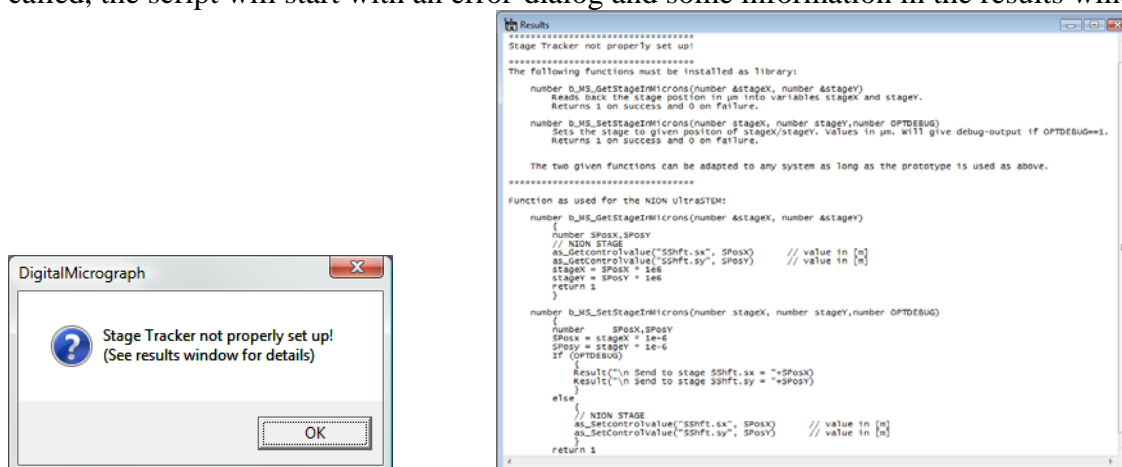 called, the script will start with an error dialog and some information in the results win
Results
==================================
Stage Tracker not properly set up!
==================================
The following functions must be installed as library:
number b_MS_GetStageInMicrons(number &stageX, number &stageY)
Reads back the stage postion in µm into variables stageX and stageY.
Returns 1 on success and 0 on failure.
number b_MS_SetStageInMicrons(number stageX, number stageY,number OPTDEBUG)
Sets the stage to given positon of stageX/stageY. Values in µm. Will give debug-output if OPTDEBUG==1.
Returns 1 on success and 0 on failure.
The two given functions can be adapted to any system as long as the prototype is used as above.
==================================
Function as used for the NION UltraSTEM:
number b_MS_GetStageInMicrons(number &stageX, number &stageY)
{
number SPosX,SPosY
// NION STAGE
as_GetControlValue("SShft.sx", SPosX) // value in [m]
as_GetControlValue("SShft.sy", SPosY) // value in [m]
stageX = SPosX * 1e6
stageY = SPosY * 1e6
return 1
}
number b_MS_SetStageInMicrons(number stageX, number stageY,number OPTDEBUG)
{
number SPosX,SPosY
SPosx = stageX * 1e-6
SPosy = stageY * 1e-6
If (OPTDEBUG)
{
Result("\n Send to stage SShft.sx = "+SPosX)
Result("\n Send to stage SShft.sy = "+SPosY)
}
else
{
// NION STAGE
as_SetControlValue("SShft.sx", SPosX) // value in [m]
as_SetControlValue("SShft.sy", SPosY) // value in [m]
}
return 1
DigitalMicrograph
Stage Tracker not properly set up!
(See results window for details)
OK